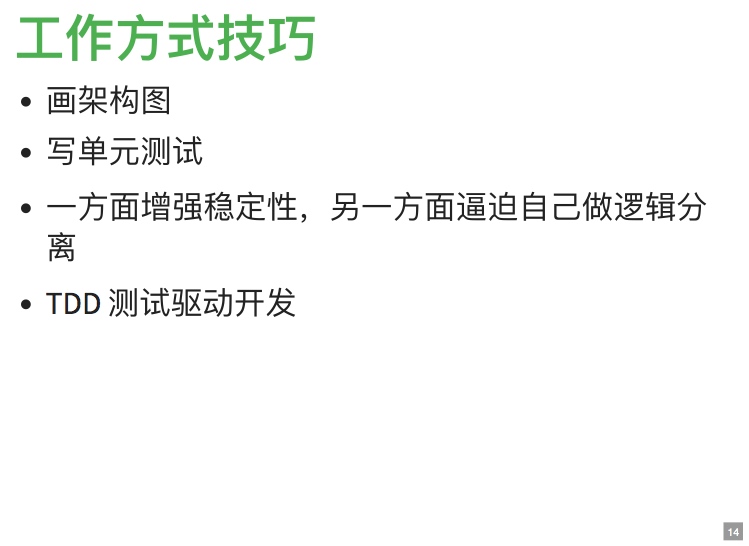 工作方式技巧
• 画架构图
• 写单元测试
• 一方面增强稳定性，另一方面逼迫自己做逻辑分
离
• TDD 测试驱动开发
14